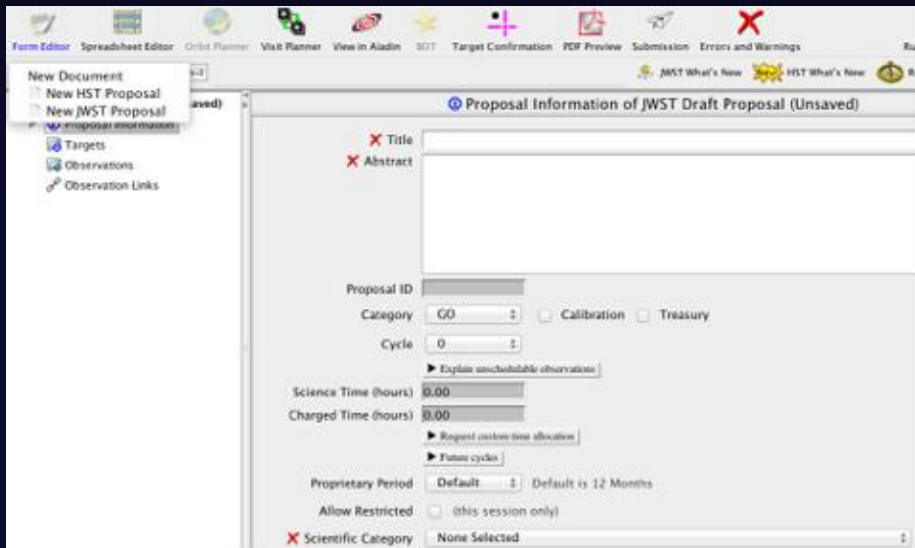 Form Editor Spreadsheet Editor Orbit Planner Visit Planner View in Aladin BOT Target Confirmation PDF Preview Submission Errors and Warnings Ru
New Document
New HST Proposal
New JWST Proposal
JWST What's New HST What's New R
aved)
Proposal Information of JWST Draft Proposal (Unsaved)
Proposal Information
Targets
Observations
Observation Links
Title
Abstract
Proposal ID
Category GO Calibration Treasury
Cycle 0
Explain unschedulable observations
Science Time (hours) 0.00
Charged Time (hours) 0.00
Request custom time allocation
Future cycles
Proprietary Period Default Default is 12 Months
Allow Restricted (this session only)
Scientific Category None Selected